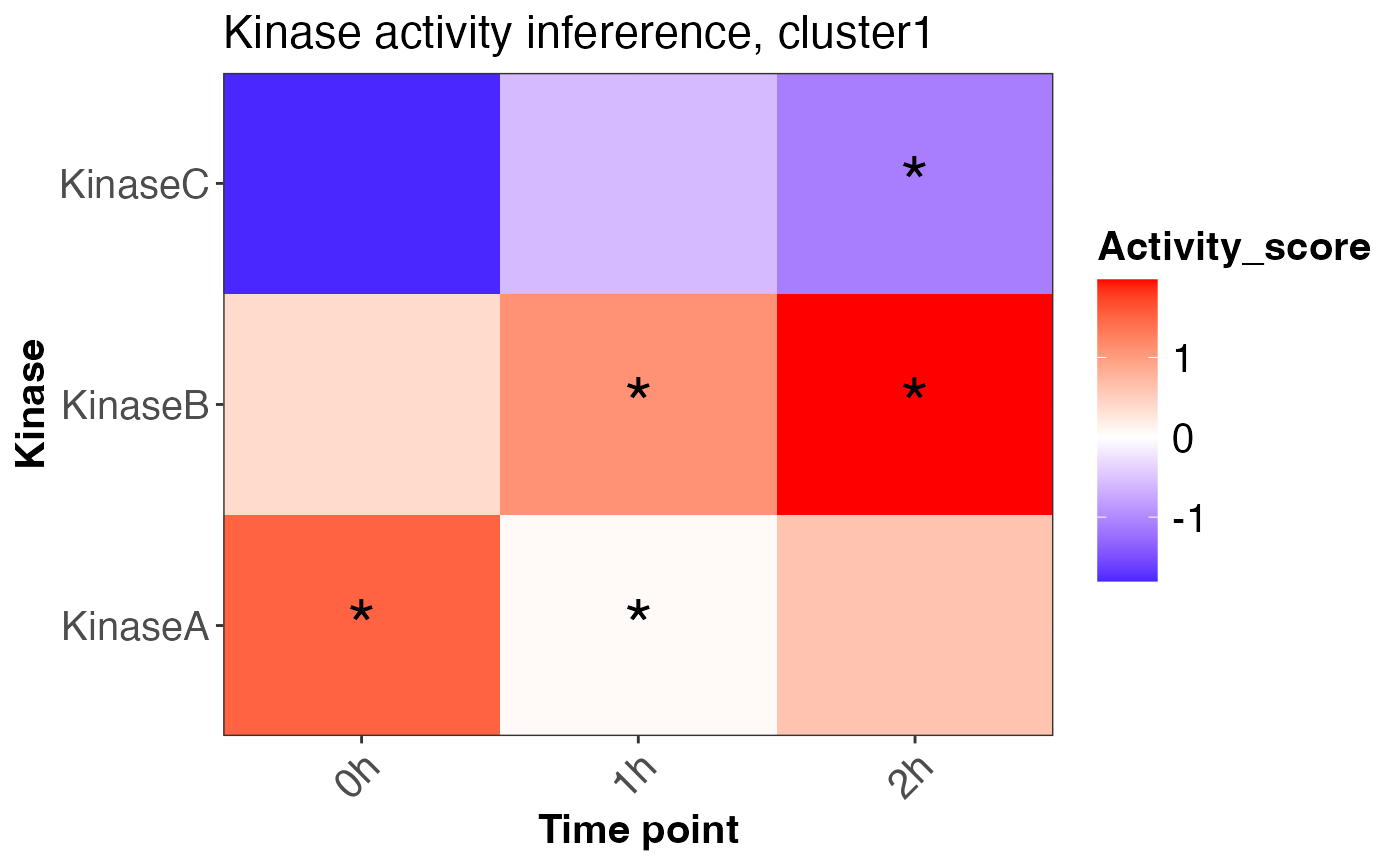 Kinase activity infererence, cluster1
KinaseC
*
KinaseB
*
*
KinaseA
*
*
Kinase
0h
1h
2h
Time point
Activity_score
1
0
-1